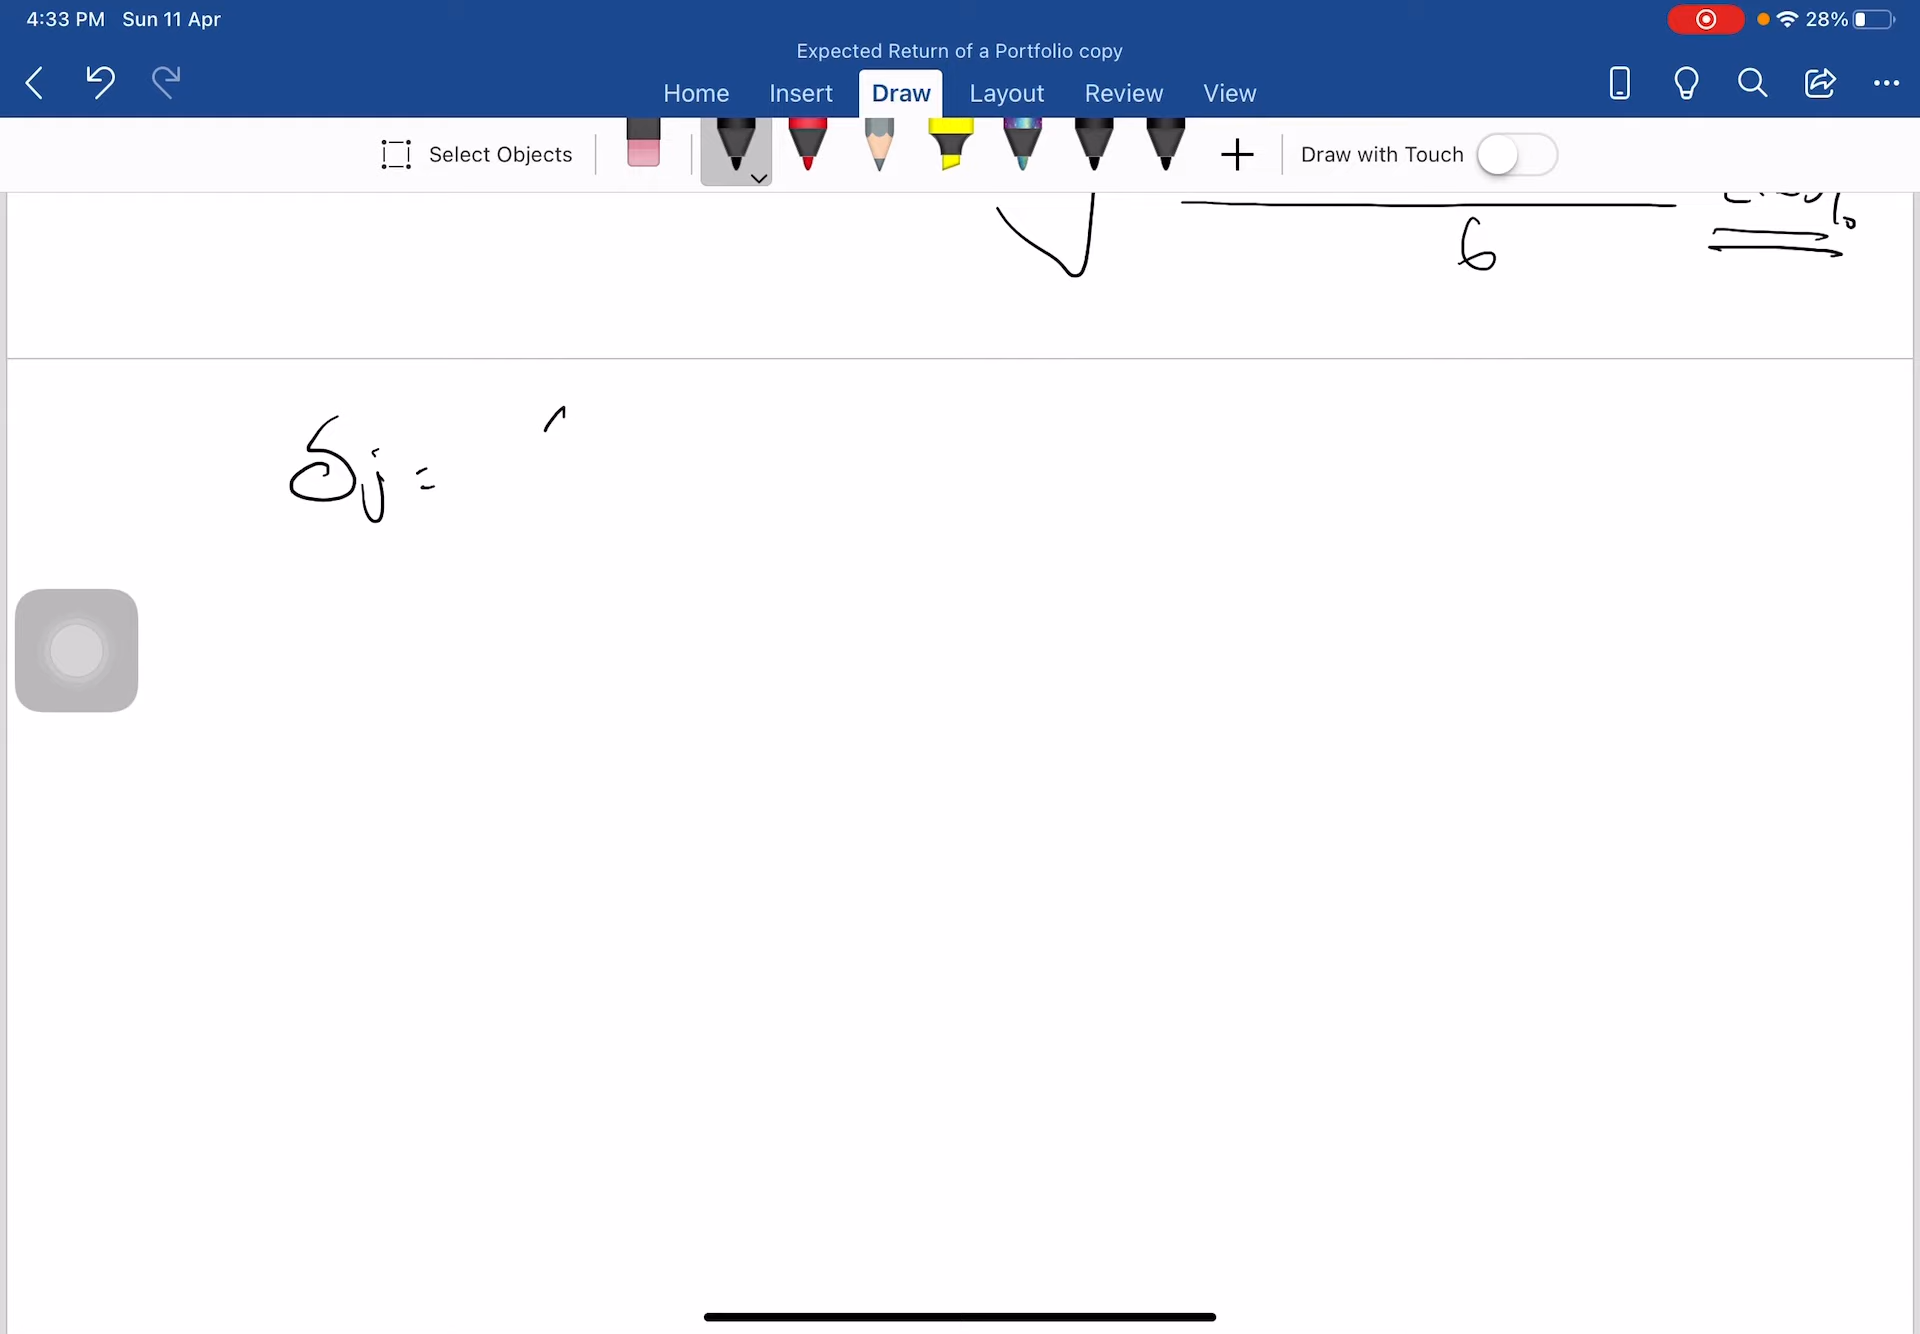 4:33 PM Sun 11 Apr
28%
Expected Return of a Portfolio copy
Home Insert Draw Layout Review View
Select Objects
Draw with Touch
6
δj =